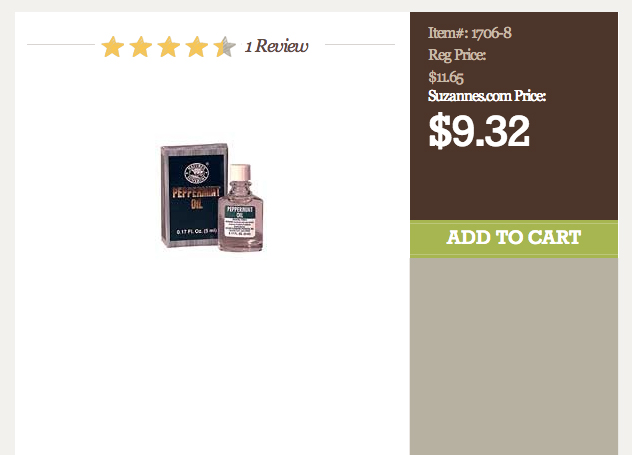 1 Review
Item#: 1706-8
Reg Price:
$11.65
Suzannes.com Price:
$9.32
ADD TO CART
PEPPERMINT
OIL
0.17 Fl. Oz. (5 ml)
PEPPERMINT
OIL